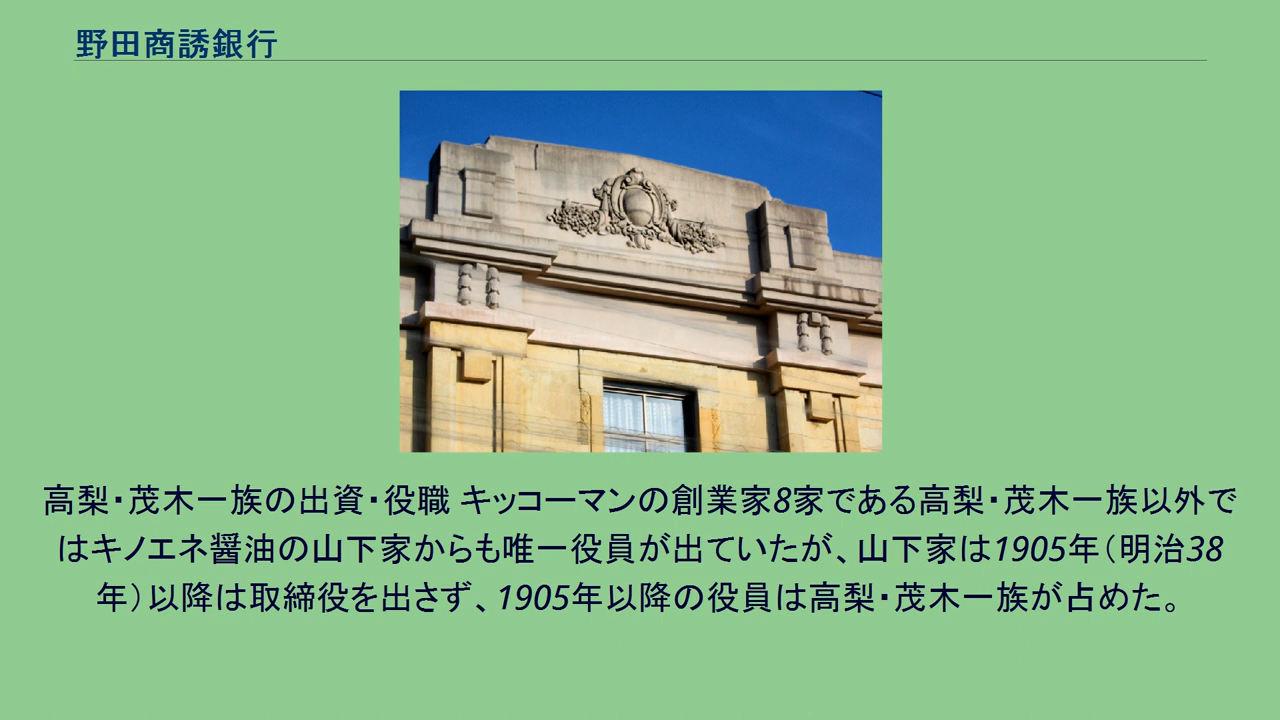 野田商誘銀行
高梨・茂木一族の出資・役職 キッコーマンの創業家8家である高梨・茂木一族以外で
はキノエネ醤油の山下家からも唯一役員が出ていたが、山下家は1905年（明治38
年）以降は取締役を出さず、1905年以降の役員は高梨・茂木一族が占めた。